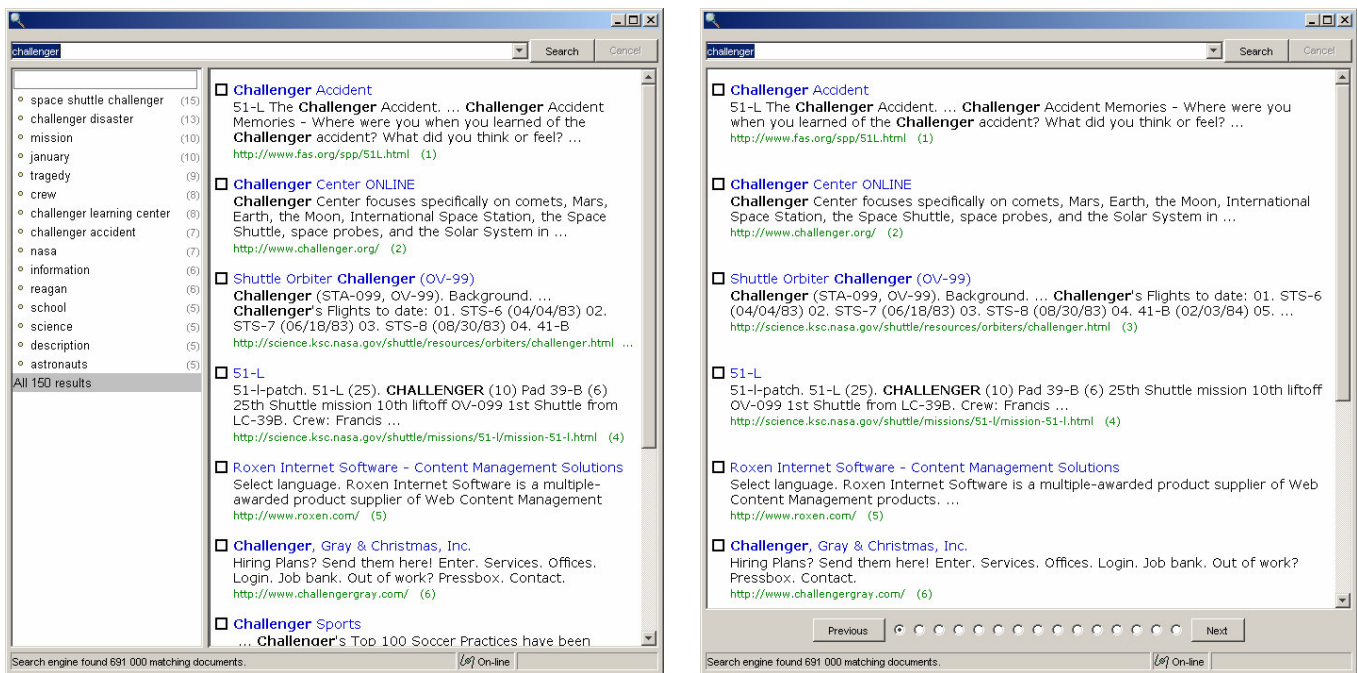 challenger
Search
Cancel
space shuttle challenger (15)
challenger disaster (13)
mission (10)
january (10)
tragedy (9)
crew (8)
challenger learning center (8)
challenger accident (7)
nasa (7)
information (6)
reagan (6)
school (5)
science (5)
description (5)
astronauts (5)
All 150 results
Challenger Accident
51-L The Challenger Accident. ... Challenger Accident
Memories - Where were you when you learned of the
Challenger accident? What did you think or feel? ...
http://www.fas.org/spp/51L.html (1)
Challenger Center ONLINE
Challenger Center focuses specifically on comets, Mars,
Earth, the Moon, International Space Station, the Space
Shuttle, space probes, and the Solar System in ...
http://www.challenger.org/ (2)
Shuttle Orbiter Challenger (OV-99)
Challenger (STA-099, OV-99). Background. ...
Challenger's Flights to date: 01. STS-6 (04/04/83) 02.
STS-7 (06/18/83) 03. STS-8 (08/30/83) 04. 41-B
http://science.ksc.nasa.gov/shuttle/resources/orbiters/challenger.html ...
51-L
51-l-patch. 51-L (25). CHALLENGER (10) Pad 39-B (6)
25th Shuttle mission 10th liftoff OV-099 1st Shuttle from
LC-39B. Crew: Francis ...
http://science.ksc.nasa.gov/shuttle/missions/51-l/mission-51-l.html (4)
Roxen Internet Software - Content Management Solutions
Select language. Roxen Internet Software is a multiple-
awarded product supplier of Web Content Management
http://www.roxen.com/ (5)
Challenger, Gray & Christmas, Inc.
Hiring Plans? Send them here! Enter. Services. Offices.
Login. Job bank. Out of work? Pressbox. Contact.
http://www.challengergray.com/ (6)
Challenger Sports
... Challenger's Top 100 Soccer Practices have been
Search engine found 691 000 matching documents.
On-line
challenger
Search
Cancel
Challenger Accident
51-L The Challenger Accident. ... Challenger Accident Memories - Where were you
when you learned of the Challenger accident? What did you think or feel? ...
http://www.fas.org/spp/51L.html (1)
Challenger Center ONLINE
Challenger Center focuses specifically on comets, Mars, Earth, the Moon, International
Space Station, the Space Shuttle, space probes, and the Solar System in ...
http://www.challenger.org/ (2)
Shuttle Orbiter Challenger (OV-99)
Challenger (STA-099, OV-99). Background. ... Challenger's Flights to date: 01. STS-6
(04/04/83) 02. STS-7 (06/18/83) 03. STS-8 (08/30/83) 04. 41-B (02/03/84) 05. ...
http://science.ksc.nasa.gov/shuttle/resources/orbiters/challenger.html (3)
51-L
51-l-patch. 51-L (25). CHALLENGER (10) Pad 39-B (6) 25th Shuttle mission 10th liftoff
OV-099 1st Shuttle from LC-39B. Crew: Francis ...
http://science.ksc.nasa.gov/shuttle/missions/51-l/mission-51-l.html (4)
Roxen Internet Software - Content Management Solutions
Select language. Roxen Internet Software is a multiple-awarded product supplier of Web
Content Management products. ...
http://www.roxen.com/ (5)
Challenger, Gray & Christmas, Inc.
Hiring Plans? Send them here! Enter. Services. Offices. Login. Job bank. Out of work?
Pressbox. Contact.
http://www.challengergray.com/ (6)
Previous
Next
Search engine found 691 000 matching documents.
On-line